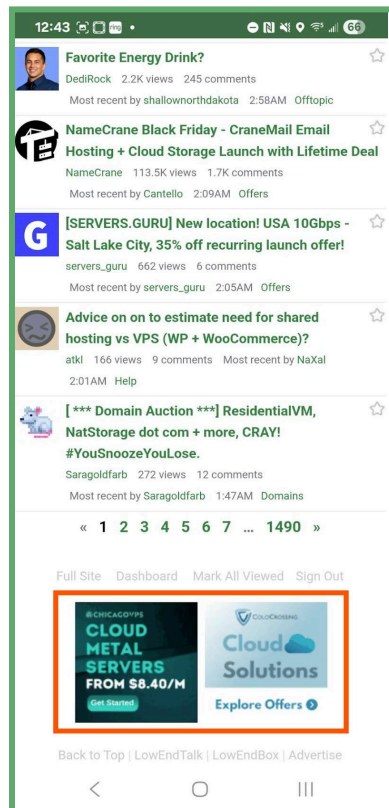 12:43 ring 66
Favorite Energy Drink?
DediRock 2.2K views 245 comments
Most recent by shallownorthdakota 2:58AM Offtopic
NameCrane Black Friday - CraneMail Email
Hosting + Cloud Storage Launch with Lifetime Deal
NameCrane 113.5K views 1.7K comments
Most recent by Cantello 2:09AM Offers
G
[SERVERS.GURU] New location! USA 10Gbps -
Salt Lake City, 35% off recurring launch offer!
servers_guru 662 views 6 comments
Most recent by servers_guru 2:05AM Offers
Advice on on to estimate need for shared
hosting vs VPS (WP + WooCommerce)?
atkl 166 views 9 comments Most recent by NaXal
2:01AM Help
[ *** Domain Auction ***] ResidentialVM,
NatStorage dot com + more, CRAY!
#YouSnoozeYouLose.
Saragoldfarb 272 views 12 comments
Most recent by Saragoldfarb 1:47AM Domains
« 1 2 3 4 5 6 7 … 1490 »
Full Site Dashboard Mark All Viewed Sign Out
CHICAGOVPS
CLOUD
METAL
SERVERS
FROM $8.40/M
Get Started
COLOCROSSING
Cloud
Solutions
Explore Offers
Back to Top | LowEndTalk | LowEndBox | Advertise